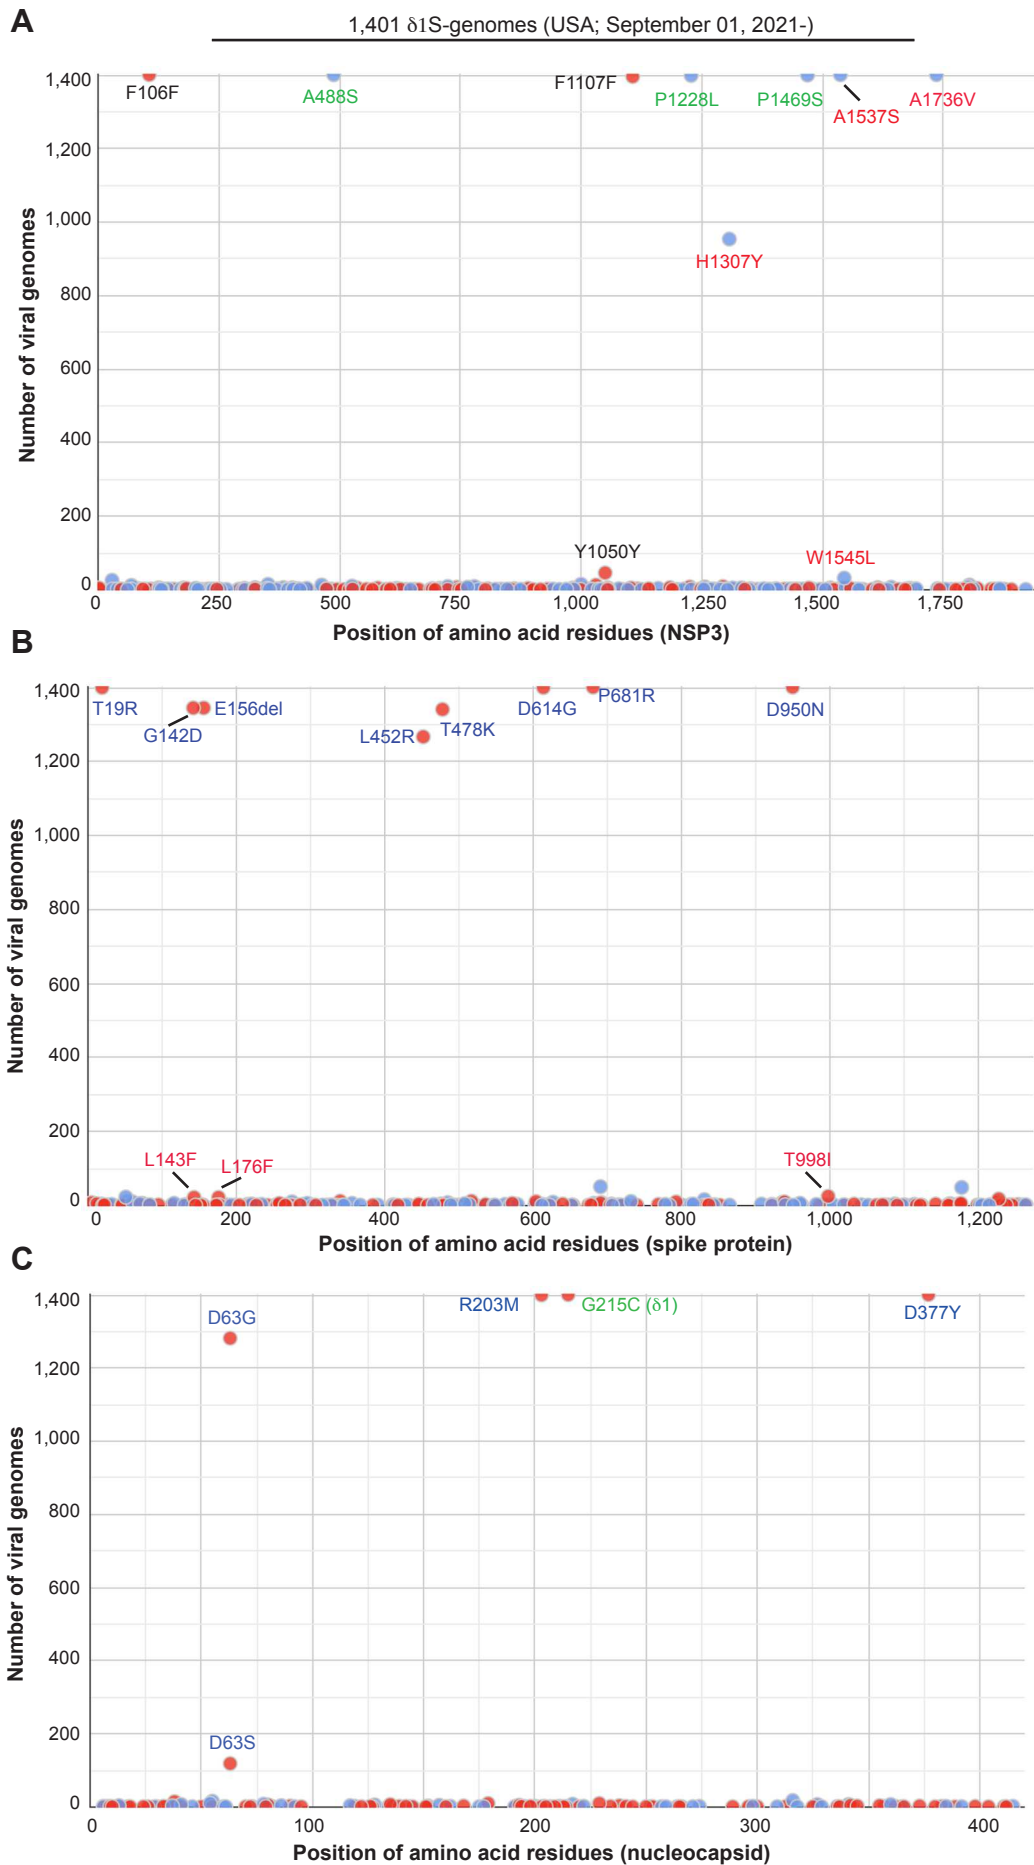 A
1,401 δ1S-genomes (USA; September 01, 2021-)
1,400
F106F
A488S
F1107F
P1228L
P1469S
A1537S
A1736V
1,200
1,000
H1307Y
800
600
400
200
Y1050Y
W1545L
0
Number of viral genomes
0 250 500 750 1,000 1,250 1,500 1,750
Position of amino acid residues (NSP3)
B
1,400
T19R
G142D
E156del
L452R
T478K
D614G
P681R
D950N
1,200
1,000
800
600
400
200
L143F
L176F
T998I
0
Number of viral genomes
0 200 400 600 800 1,000 1,200
Position of amino acid residues (spike protein)
C
1,400
D63G
R203M
G215C (δ1)
D377Y
1,200
1,000
800
600
400
200
D63S
0
Number of viral genomes
0 100 200 300 400
Position of amino acid residues (nucleocapsid)